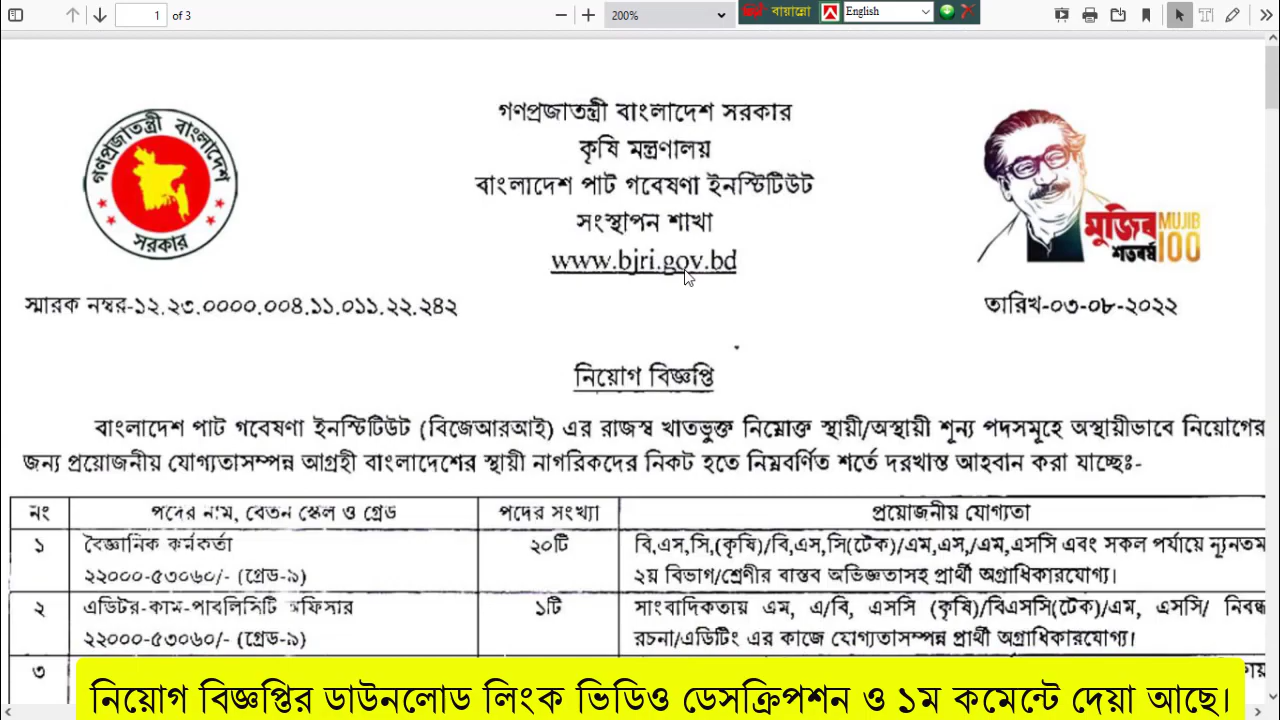 1 of 3
200%
বায়ান্নো
English
গণপ্রজাতন্ত্রী বাংলাদেশ
সরকার
গণপ্রজাতন্ত্রী বাংলাদেশ সরকার
কৃষি মন্ত্রণালয়
বাংলাদেশ পাট গবেষণা ইনস্টিটিউট
সংস্থাপন শাখা
www.bjri.gov.bd
মুজিব MUJIB
শতবর্ষ 100
স্মারক নম্বর-১২.২৩.০০০০.০০৪.১১.০১১.২২.২৪২
তারিখ-০৩-০৮-২০২২
নিয়োগ বিজ্ঞপ্তি
বাংলাদেশ পাট গবেষণা ইনস্টিটিউট (বিজেআরআই) এর রাজস্ব খাতভুক্ত নিম্নোক্ত স্থায়ী/অস্থায়ী শূন্য পদসমূহে অস্থায়ীভাবে নিয়োগের
জন্য প্রয়োজনীয় যোগ্যতাসম্পন্ন আগ্রহী বাংলাদেশের স্থায়ী নাগরিকদের নিকট হতে নিম্নবর্ণিত শর্তে দরখাস্ত আহবান করা যাচ্ছেঃ-
নং পদের নাম, বেতন স্কেল ও গ্রেড পদের সংখ্যা প্রয়োজনীয় যোগ্যতা
১ বৈজ্ঞানিক কর্মকর্তা ২০টি বি,এস,সি,(কৃষি)/বি,এস,সি(টেক)/এম,এস,/এম,এসসি এবং সকল পর্যায়ে ন্যূনতম
২২০০০-৫৩০৬০/- (গ্রেড-৯) ২য় বিভাগ/শ্রেণীর বাস্তব অভিজ্ঞতাসহ প্রার্থী অগ্রাধিকারযোগ্য।
২ এডিটর-কাম-পাবলিসিটি অফিসার ১টি সাংবাদিকতায় এম, এ/বি, এসসি (কৃষি)/বিএসসি(টেক)/এম, এসসি/ নিবন্ধ
২২০০০-৫৩০৬০/- (গ্রেড-৯) রচনা/এডিটিং এর কাজে যোগ্যতাসম্পন্ন প্রার্থী অগ্রাধিকারযোগ্য।
৩
নিয়োগ বিজ্ঞপ্তির ডাউনলোড লিংক ভিডিও ডেসক্রিপশন ও ১ম কমেন্টে দেয়া আছে।